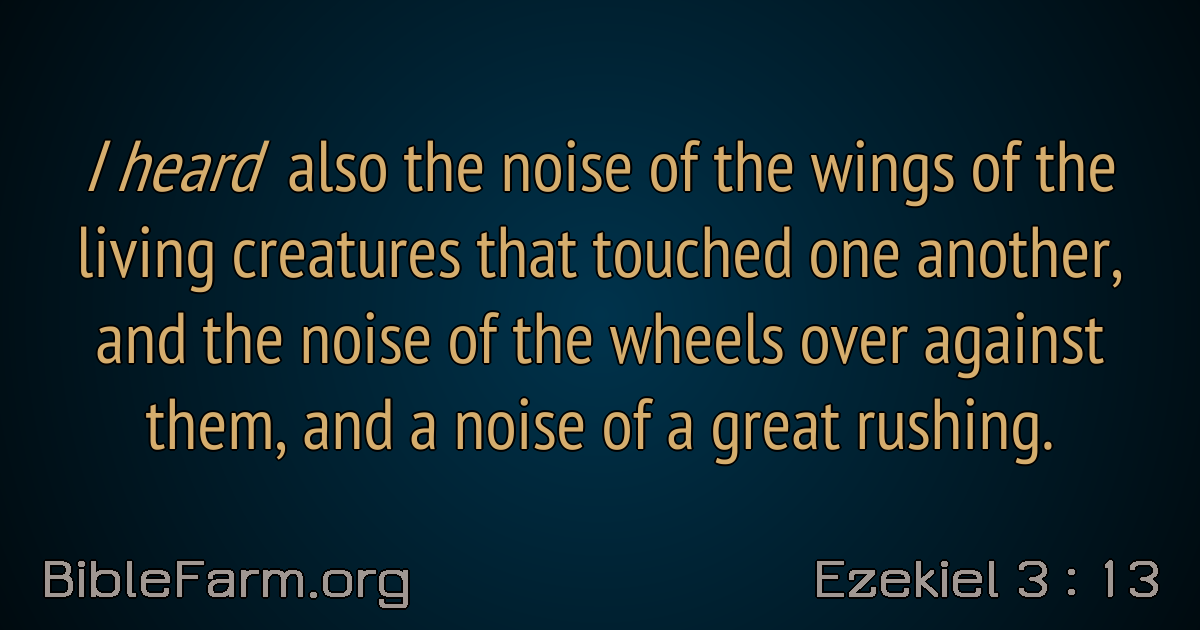 I heard also the noise of the wings of the
living creatures that touched one another,
and the noise of the wheels over against
them, and a noise of a great rushing.
BibleFarm.org
Ezekiel 3 : 13